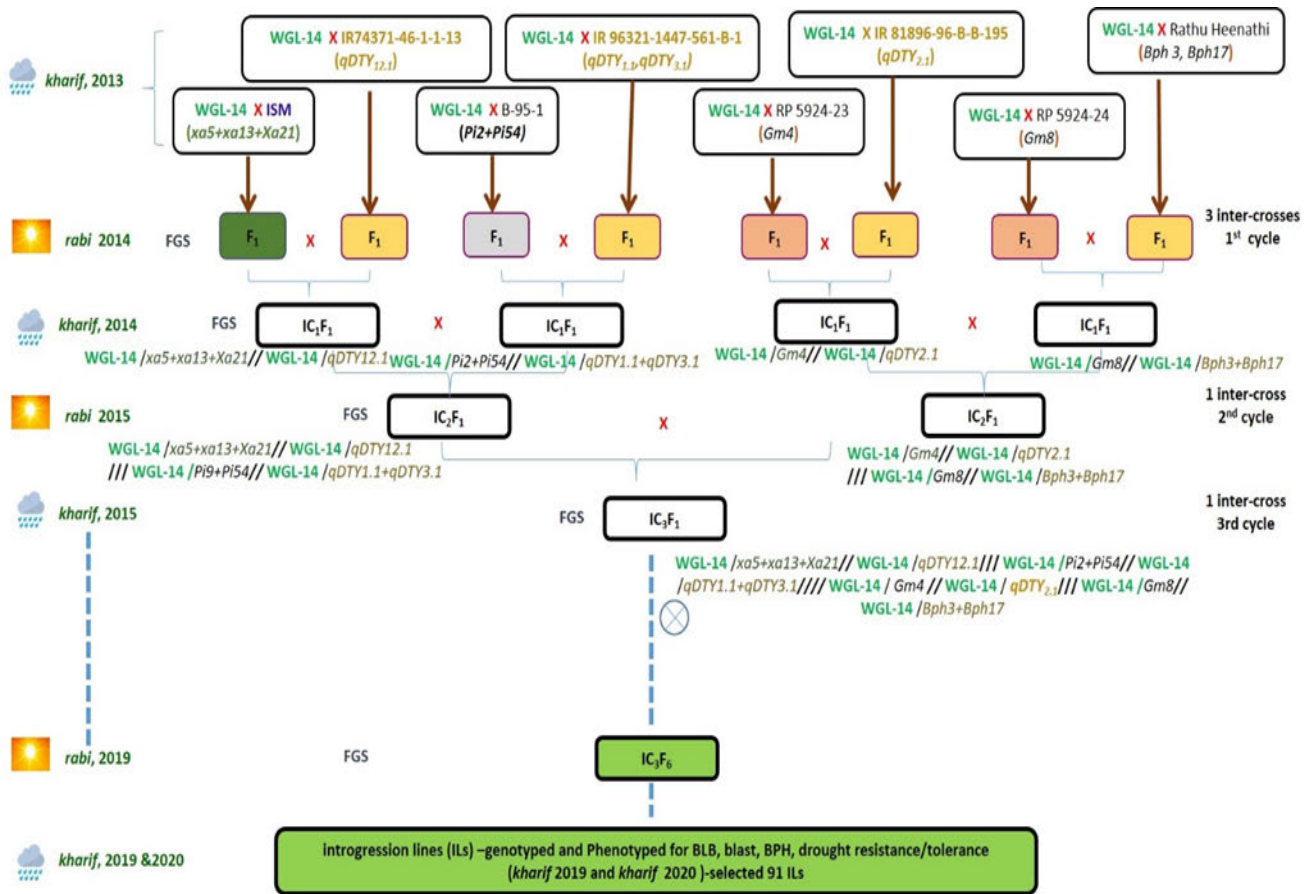 WGL-14 X IR74371-46-1-1-13
(qDTY12.1)
WGL-14 X IR 96321-1447-561-B-1
(qDTY1.1,qDTY3.1)
WGL-14 X IR 81896-96-B-B-195
(qDTY2.1)
WGL-14 X Rathu Heenathi
(Bph 3, Bph17)
kharif, 2013
WGL-14 X ISM
(xa5+xa13+Xa21)
WGL-14 X B-95-1
(Pi2+Pi54)
WGL-14 X RP 5924-23
(Gm4)
WGL-14 X RP 5924-24
(Gm8)
rabi 2014 FGS F1 X F1 F1 X F1 F1 X F1 F1 X F1
3 inter-crosses
1st cycle
kharif, 2014 FGS IC1F1 X IC1F1 IC1F1 X IC1F1
WGL-14 /xa5+xa13+Xa21// WGL-14 /qDTY12.1
WGL-14 /Pi2+Pi54// WGL-14 /qDTY1.1+qDTY3.1
WGL-14 /Gm4// WGL-14 /qDTY2.1
WGL-14 /Gm8// WGL-14 /Bph3+Bph17
rabi 2015 FGS IC2F1 X IC2F1
1 inter-cross
2nd cycle
WGL-14 /xa5+xa13+Xa21// WGL-14 /qDTY12.1
/// WGL-14 /Pi9+Pi54// WGL-14 /qDTY1.1+qDTY3.1
WGL-14 /Gm4// WGL-14 /qDTY2.1
/// WGL-14 /Gm8// WGL-14 /Bph3+Bph17
kharif, 2015 FGS IC3F1
1 inter-cross
3rd cycle
WGL-14 /xa5+xa13+Xa21// WGL-14 /qDTY12.1/// WGL-14 /Pi2+Pi54// WGL-14
/qDTY1.1+qDTY3.1//// WGL-14 / Gm4 // WGL-14 / qDTY2.1/// WGL-14 /Gm8//
WGL-14 /Bph3+Bph17
rabi, 2019 FGS IC3F6
kharif, 2019 &2020
introgression lines (ILs) –genotyped and Phenotyped for BLB, blast, BPH, drought resistance/tolerance
(kharif 2019 and kharif 2020 )-selected 91 ILs